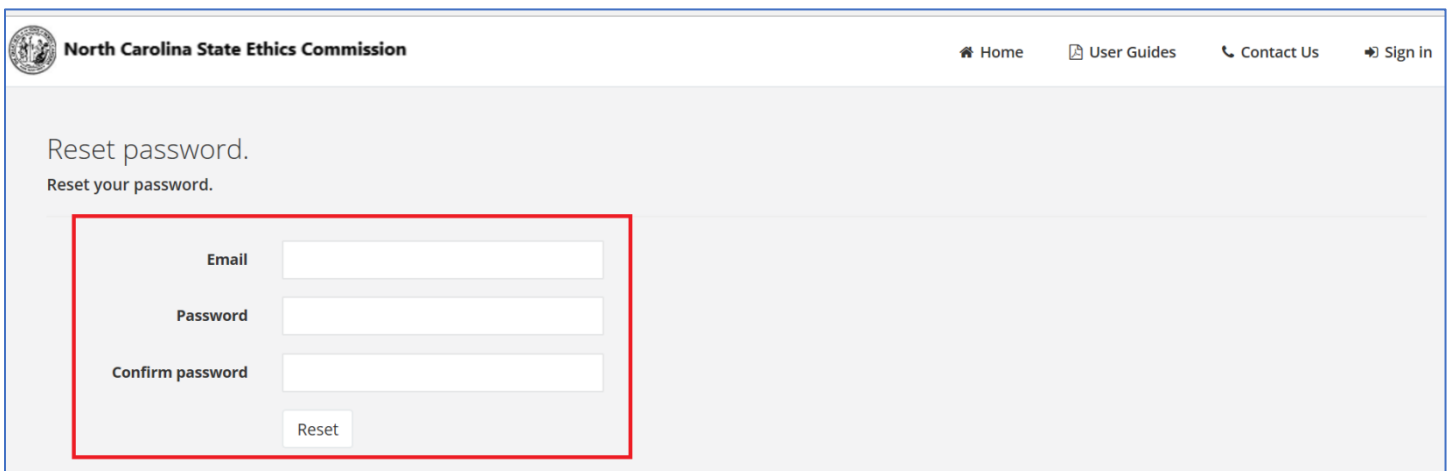 North Carolina State Ethics Commission
Home User Guides Contact Us Sign in
Reset password.
Reset your password.
Email
Password
Confirm password
Reset